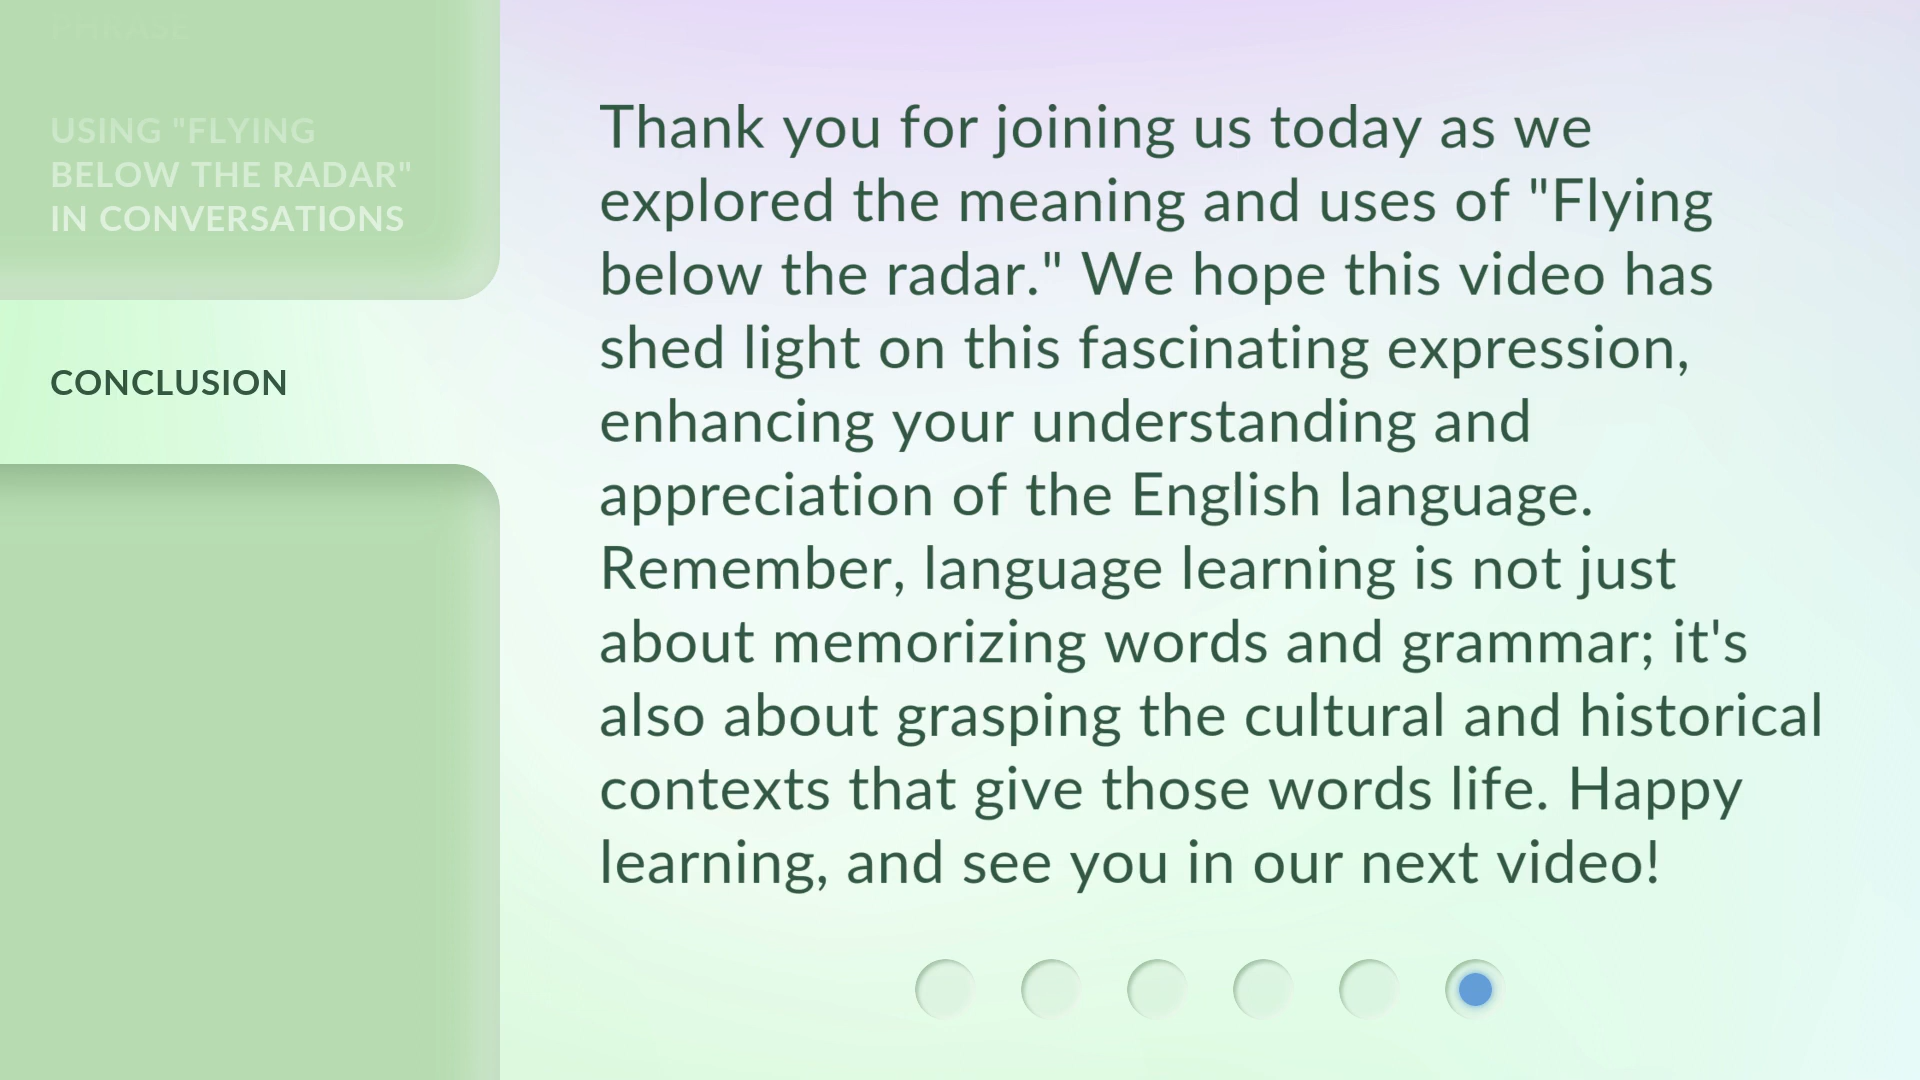 PHRASE
USING "FLYING
BELOW THE RADAR"
IN CONVERSATIONS
CONCLUSION
Thank you for joining us today as we
explored the meaning and uses of "Flying
below the radar." We hope this video has
shed light on this fascinating expression,
enhancing your understanding and
appreciation of the English language.
Remember, language learning is not just
about memorizing words and grammar; it's
also about grasping the cultural and historical
contexts that give those words life. Happy
learning, and see you in our next video!